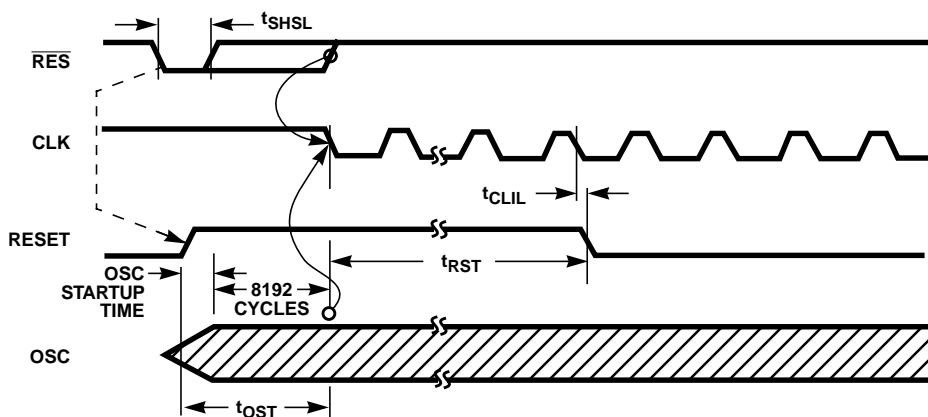 tSHSL
RES
CLK
tCLIL
RESET
tRST
OSC
STARTUP
TIME
8192
CYCLES
OSC
tOST